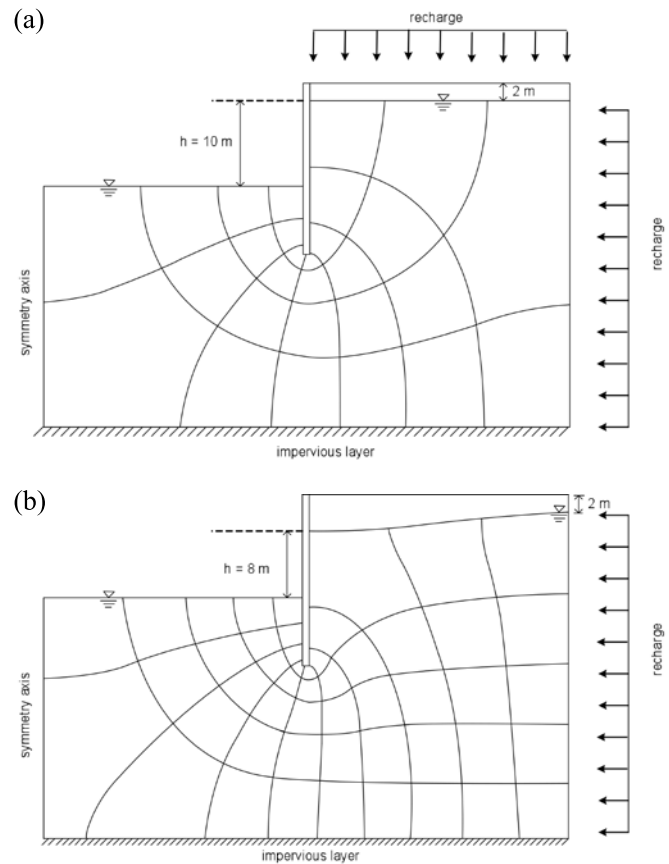 (a)
recharge
2 m
h = 10 m
symmetry axis
recharge
impervious layer
(b)
2 m
h = 8 m
symmetry axis
recharge
impervious layer